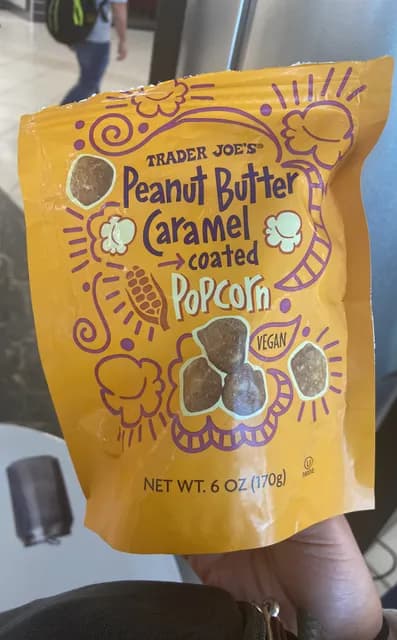 TRADER JOE'S®
Peanut Butter
Caramel
→ coated
Popcorn
VEGAN
NET WT. 6 OZ (170g)